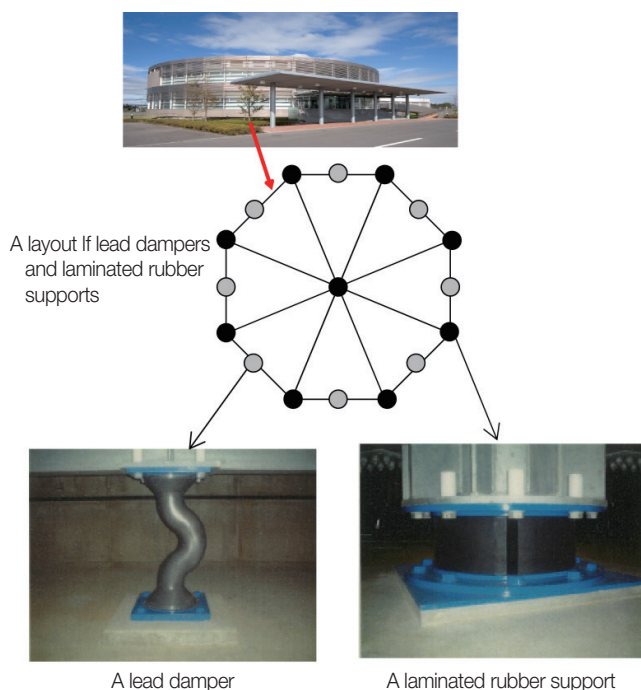 A layout If lead dampers
and laminated rubber
supports
A lead damper
A laminated rubber support